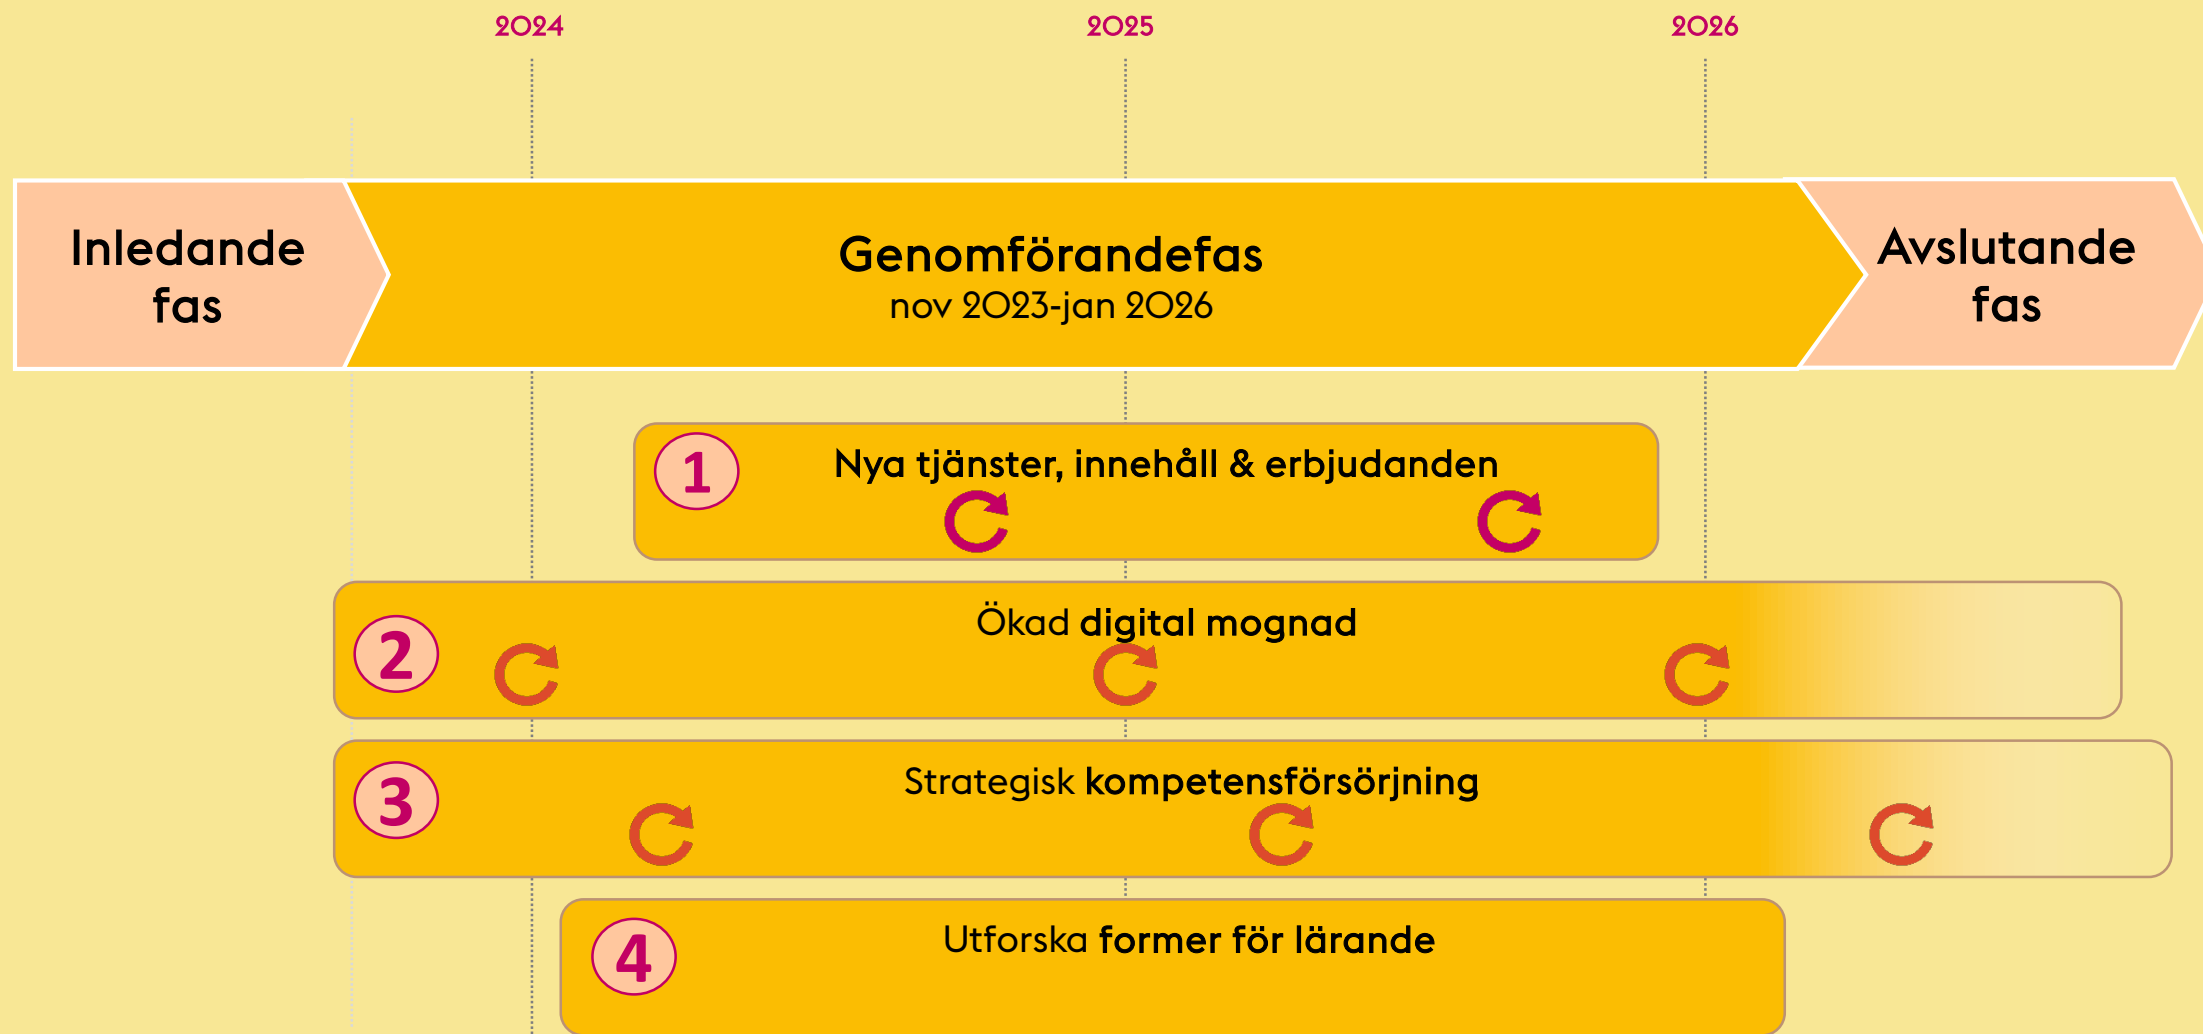 2024
2025
2026
Inledande
fas
Genomförandefas
nov 2023-jan 2026
Avslutande
fas
1
Nya tjänster, innehåll & erbjudanden
2
Ökad digital mognad
3
Strategisk kompetensförsörjning
4
Utforska former för lärande